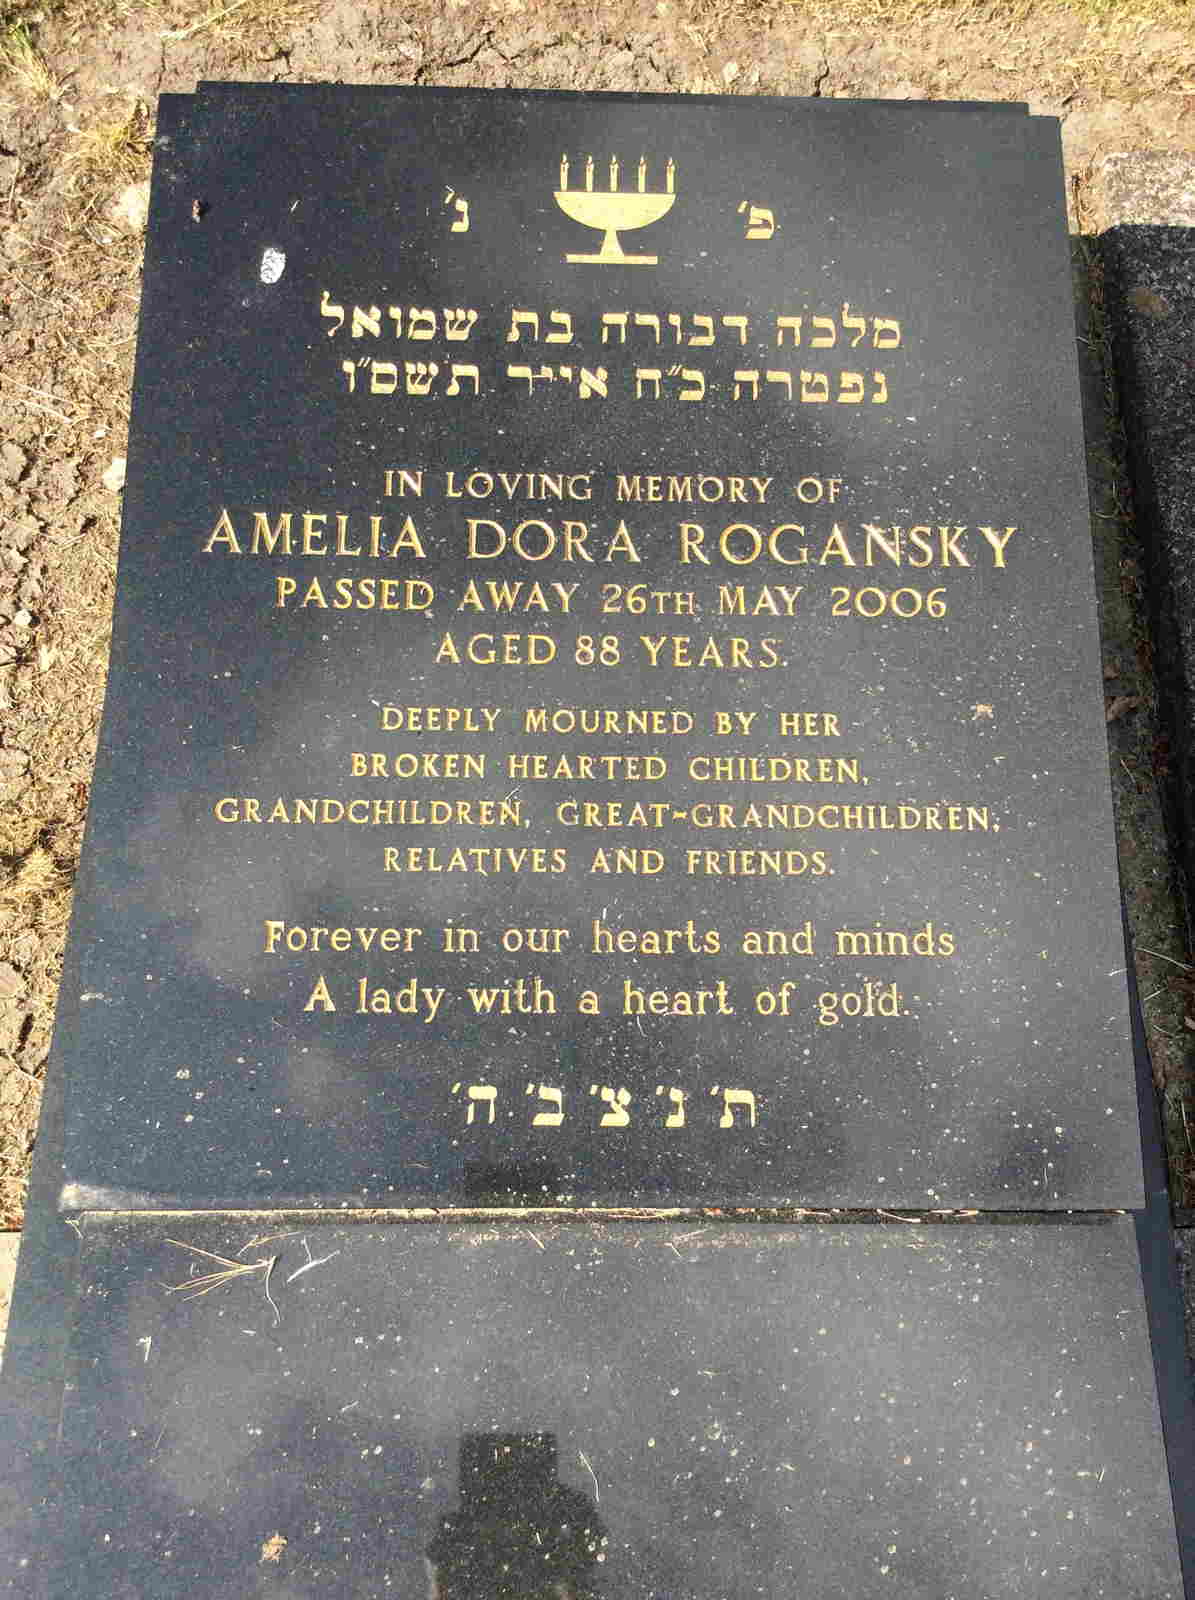 פ' נ'
מלכה דבורה בת שמואל
נפטרה כ"ח אייר תשס"ו
IN LOVING MEMORY OF
AMELIA DORA ROGANSKY
PASSED AWAY 26TH MAY 2006
AGED 88 YEARS.
DEEPLY MOURNED BY HER
BROKEN HEARTED CHILDREN,
GRANDCHILDREN, GREAT-GRANDCHILDREN,
RELATIVES AND FRIENDS.
Forever in our hearts and minds
A lady with a heart of gold.
ת' נ' צ' ב' ה'